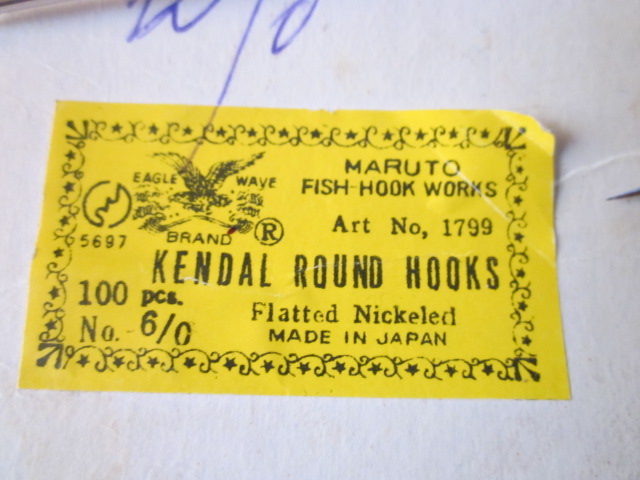 EAGLE WAVE
BRAND ®
5697
MARUTO
FISH-HOOK WORKS
Art No, 1799
KENDAL ROUND HOOKS
100 pcs.
No. 6/0
Flatted Nickeled
MADE IN JAPAN